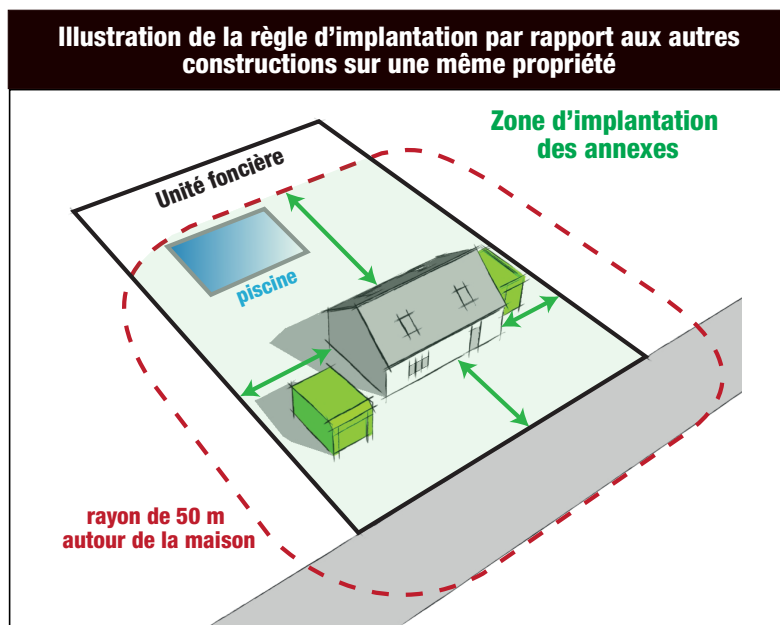 Illustration de la règle d'implantation par rapport aux autres
constructions sur une même propriété
Zone d'implantation
des annexes
Unité foncière
piscine
rayon de 50 m
autour de la maison